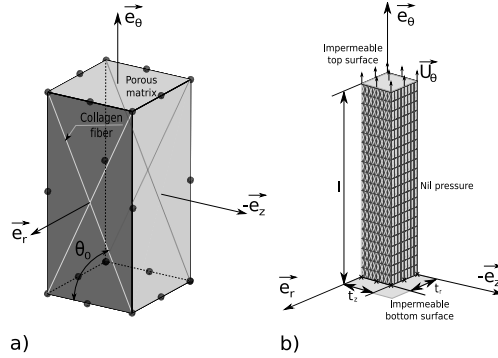 e_θ
Porous
matrix
Collagen
fiber
e_r
-e_z
θ_0
a)
e_θ
Impermeable
top surface
U_θ
l
Nil pressure
e_r
t_z
t_r
-e_z
Impermeable
bottom surface
b)